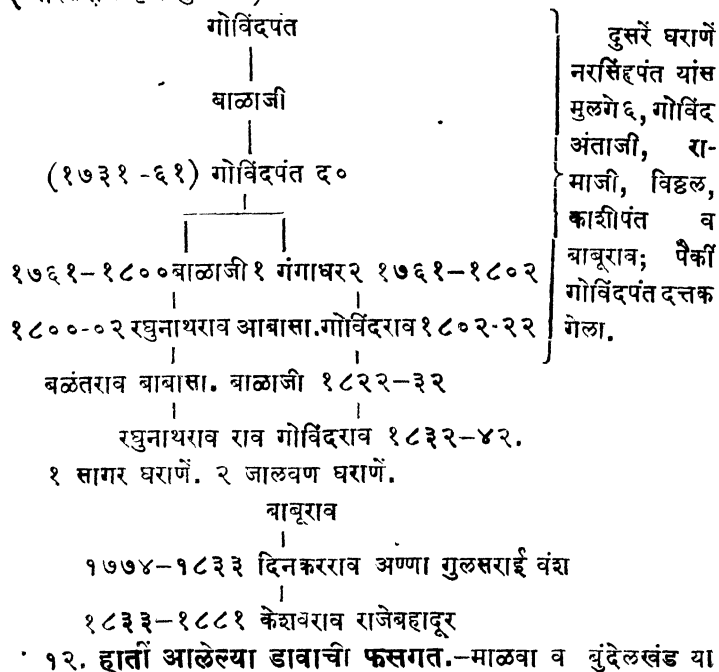 गोविंदपंत
बाळाजी
(१७३१ -६१) गोविंदपंत द०
१७६१-१८००बाळाजी१ गंगाधर२ १७६१-१८०२
१८००-०२ रघुनाथराव आबासा.गोविंदराव १८०२-२२
बळंतराव बाबासा. बाळाजी १८२२-३२
रघुनाथराव राव गोविंदराव १८३२-४२.
दुसरें घराणें
नरसिंहपंत यांस
मुलगे ६, गोविंद
अंताजी, रा-
माजी, विठ्ठल,
काशीपंत व
बाबूराव; पैकीं
गोविंदपंत दत्तक
गेला.
१ सागर घराणें. २ जालवण घराणें.
बाबूराव
१७७४-१८३३ दिनकरराव अण्णा गुलसराई वंश
१८३३-१८८१ केशवराव राजेबहादूर
१२. हातीं आलेल्या डावाची फसगत.-माळवा व बुंदेलखंड या